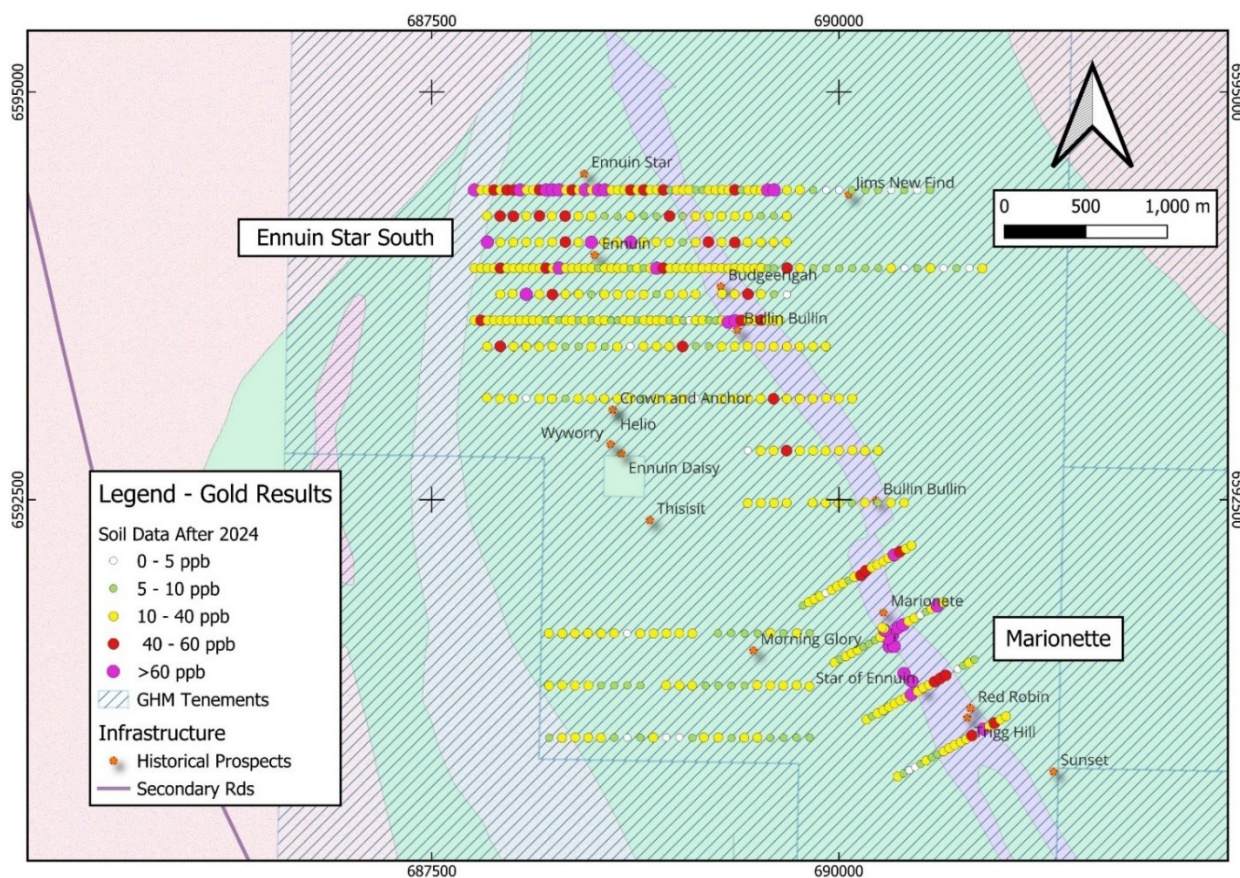 687500
690000
6595000
6595000
Ennuin Star
Jims New Find
0
500
1,000 m
Ennuin Star South
Ennuin
Budgeengah
Bullin Bullin
Crown and Anchor
Helio
Wyworry
Ennuin Daisy
Bullin Bullin
6592500
6592500
Thisisit
Legend - Gold Results
Soil Data After 2024
0 - 5 ppb
5 - 10 ppb
10 - 40 ppb
40 - 60 ppb
>60 ppb
GHM Tenements
Infrastructure
Historical Prospects
Secondary Rds
Marionete
Marionette
Morning Glory
Star of Ennuin
Red Robin
Trigg Hill
Sunset
687500
690000